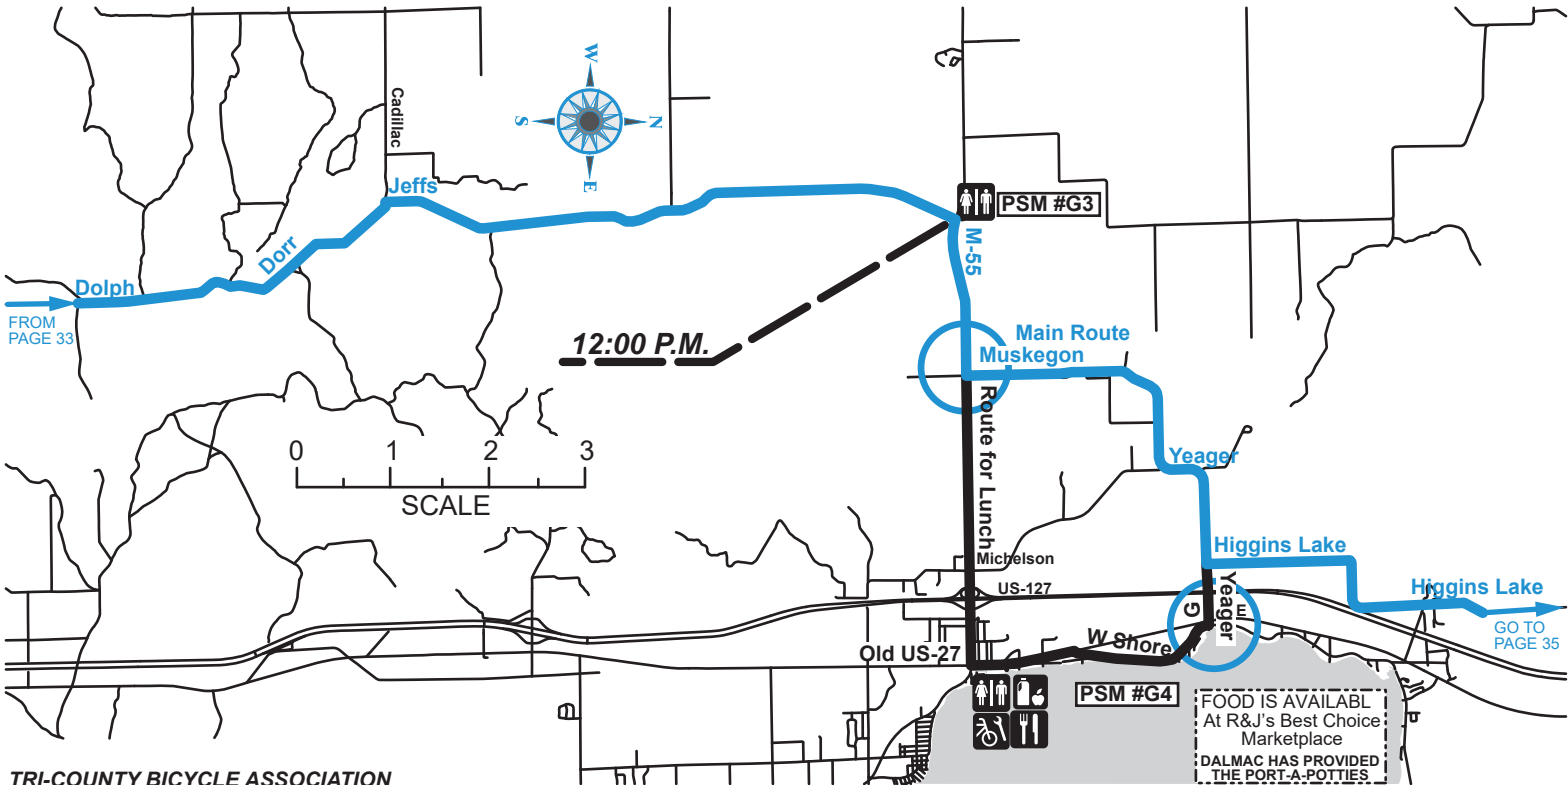 W
S
N
E
Cadillac
Jeffs
Dorr
Dolph
FROM
PAGE 33
PSM #G3
M-55
12:00 P.M.
Main Route
Muskegon
Route for Lunch
0 1 2 3
SCALE
Yeager
Michelson
US-127
Higgins Lake
Higgins Lake
Yeager
G
E
GO TO
PAGE 35
W Shore
Old US-27
PSM #G4
FOOD IS AVAILABL
At R&J's Best Choice
Marketplace
DALMAC HAS PROVIDED
THE PORT-A-POTTIES
TRI-COUNTY BICYCLE ASSOCIATION